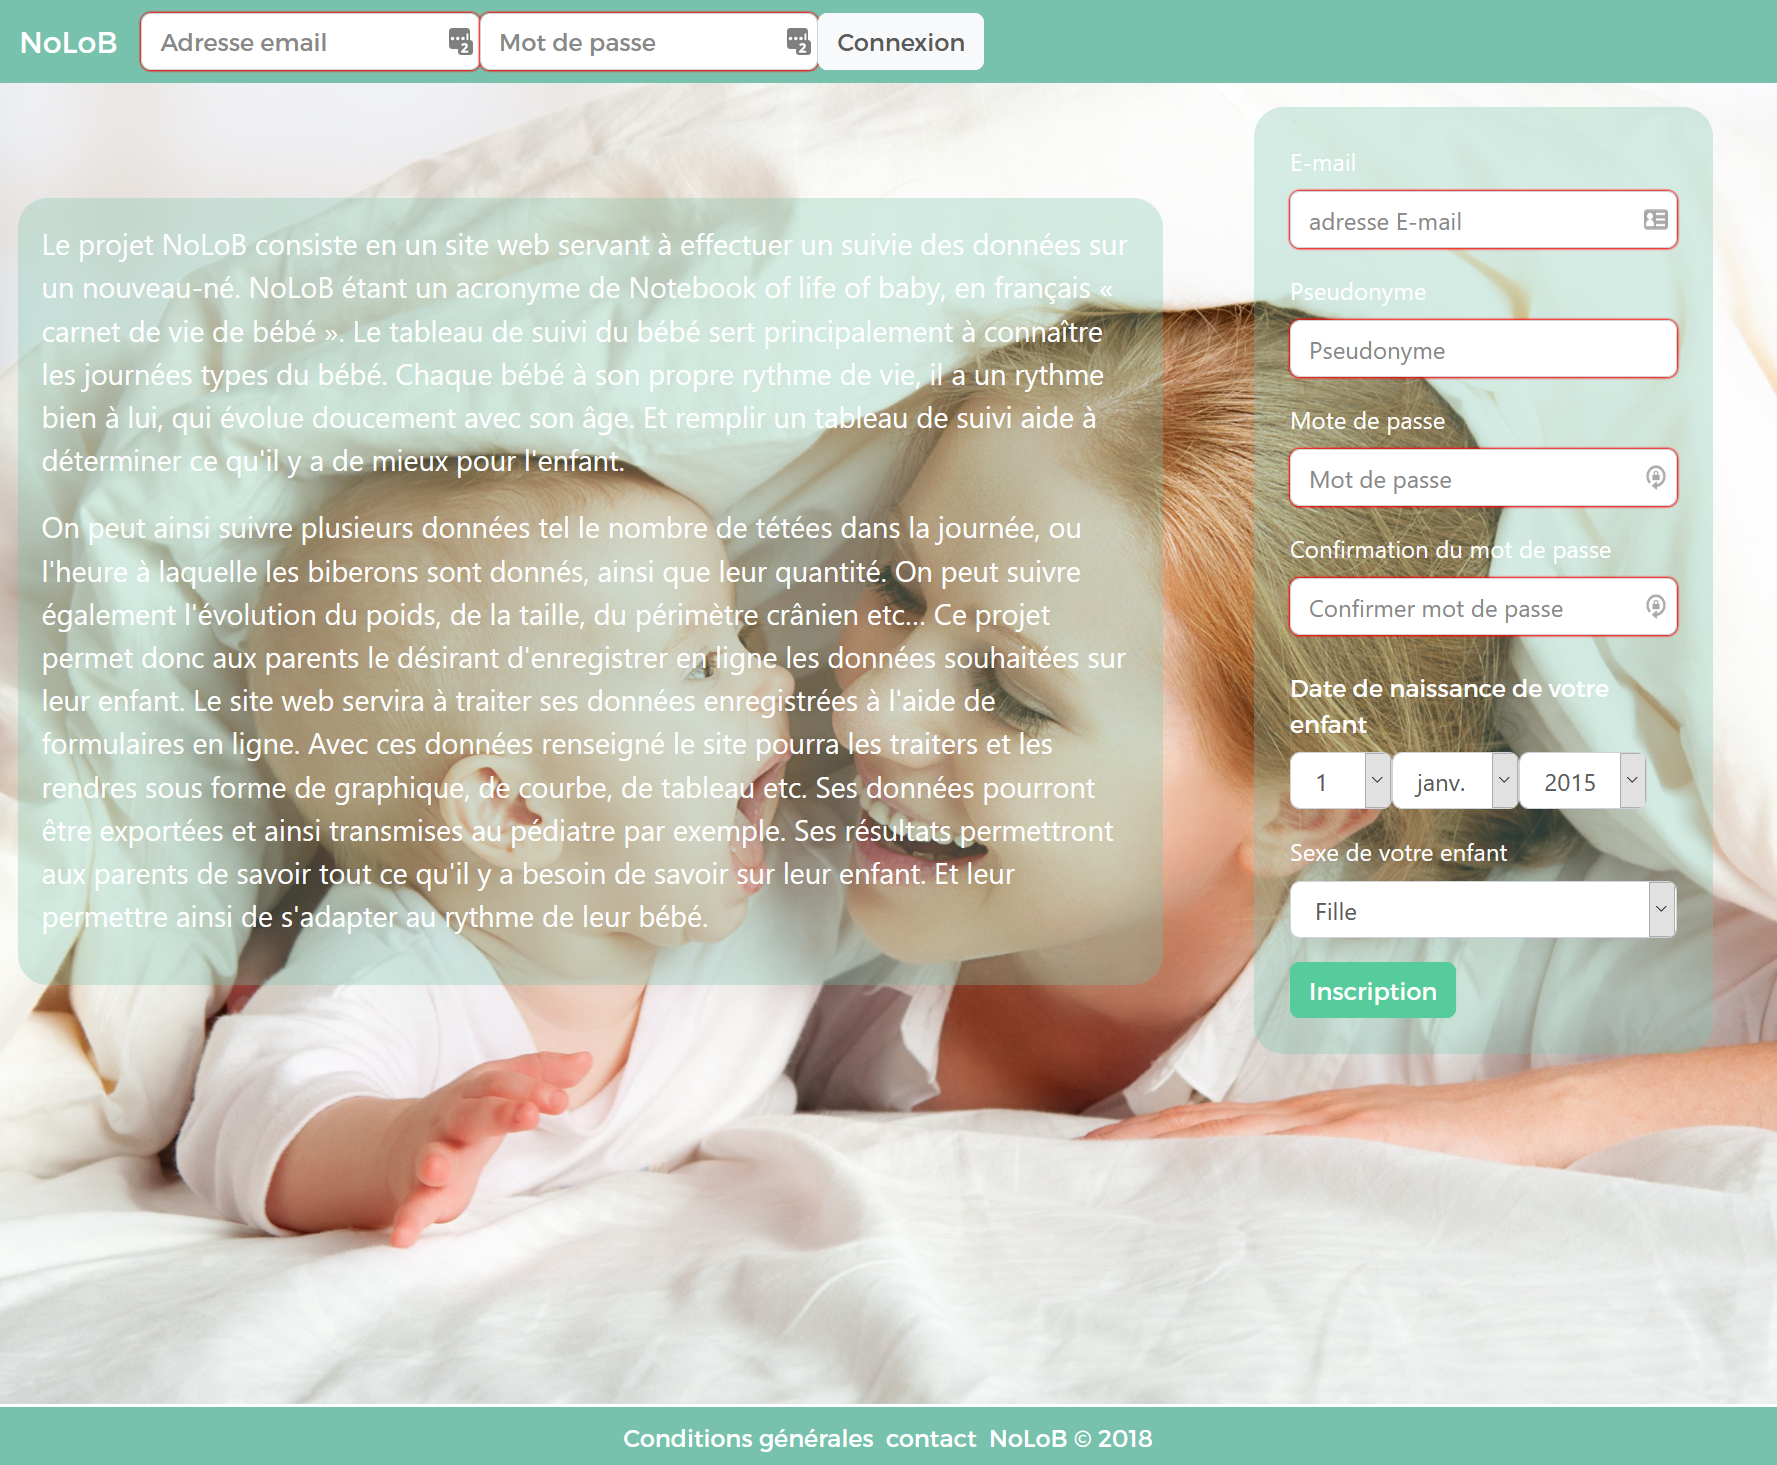 NoLoB Adresse email Mot de passe Connexion
Le projet NoLoB consiste en un site web servant à effectuer un suivie des données sur
un nouveau-né. NoLoB étant un acronyme de Notebook of life of baby, en français «
carnet de vie de bébé ». Le tableau de suivi du bébé sert principalement à connaître
les journées types du bébé. Chaque bébé à son propre rythme de vie, il a un rythme
bien à lui, qui évolue doucement avec son âge. Et remplir un tableau de suivi aide à
déterminer ce qu'il y a de mieux pour l'enfant.
On peut ainsi suivre plusieurs données tel le nombre de tétées dans la journée, ou
l'heure à laquelle les biberons sont donnés, ainsi que leur quantité. On peut suivre
également l'évolution du poids, de la taille, du périmètre crânien etc... Ce projet
permet donc aux parents le désirant d'enregistrer en ligne les données souhaitées sur
leur enfant. Le site web servira à traiter ses données enregistrées à l'aide de
formulaires en ligne. Avec ces données renseigné le site pourra les traiters et les
rendres sous forme de graphique, de courbe, de tableau etc. Ses données pourront
être exportées et ainsi transmises au pédiatre par exemple. Ses résultats permettront
aux parents de savoir tout ce qu'il y a besoin de savoir sur leur enfant. Et leur
permettre ainsi de s'adapter au rythme de leur bébé.
E-mail
adresse E-mail
Pseudonyme
Pseudonyme
Mote de passe
Mot de passe
Confirmation du mot de passe
Confirmer mot de passe
Date de naissance de votre
enfant
1 janv. 2015
Sexe de votre enfant
Fille
Inscription
Conditions générales contact NoLoB © 2018